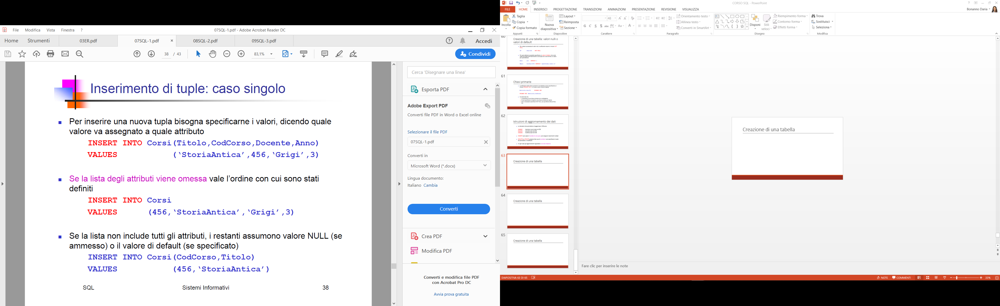 File Modifica Vista Finestra ?
07SQL-1.pdf - Adobe Acrobat Reader DC
Home Strumenti 03ER.pdf 07SQL-1.pdf × 08SQL-2.pdf 09SQL-3.pdf Accedi
38 / 43 83,1% Condividi
Inserimento di tuple: caso singolo
Per inserire una nuova tupla bisogna specificarne i valori, dicendo quale
valore va assegnato a quale attributo
INSERT INTO Corsi(Titolo,CodCorso,Docente,Anno)
VALUES (‘StoriaAntica’,456,‘Grigi’,3)
Se la lista degli attributi viene omessa vale l’ordine con cui sono stati
definiti
INSERT INTO Corsi
VALUES (456,‘StoriaAntica’,‘Grigi’,3)
Se la lista non include tutti gli attributi, i restanti assumono valore NULL (se
ammesso) o il valore di default (se specificato)
INSERT INTO Corsi(CodCorso,Titolo)
VALUES (456,‘StoriaAntica’)
SQL Sistemi Informativi 38
Cerca 'Disegnare una linea'
Esporta PDF
Adobe Export PDF
Converti file PDF in Word o Excel online
Selezionare il file PDF
07SQL-1.pdf
Converti in
Microsoft Word (*.docx)
Lingua documento:
Italiano Cambia
Converti
Crea PDF
Modifica PDF
Converti e modifica file PDF
con Acrobat Pro DC
Avvia prova gratuita
CORSO SQL - PowerPoint
FILE HOME INSERISCI PROGETTAZIONE TRANSIZIONI ANIMAZIONI PRESENTAZIONE REVISIONE VISUALIZZA
Bonanno Daria
Incolla
Taglia
Copia
Copia formato
Appunti
Nuova
diapositiva
Layout
Reimposta
Sezione
Diapositive
48
G C S S abc AV Aa A
Carattere
Orientamento testo
Allinea testo
Converti in SmartArt
Paragrafo
Disponi
Stili
veloci
Riempimento forma
Contorno forma
Effetti forma
Disegno
Trova
Sostituisci
Seleziona
Modifica
60
Creazione di una tabella: valori nulli o
valori di default
61
Chiavi primarie
62
Istruzioni di aggiornamento dei dati
63
Creazione di una tabella
64
Creazione di una tabella
65
Creazione di una tabella
Creazione di una tabella
Fare clic per inserire le note
DIAPOSITIVA 63 DI 65
NOTE COMMENTI 33%